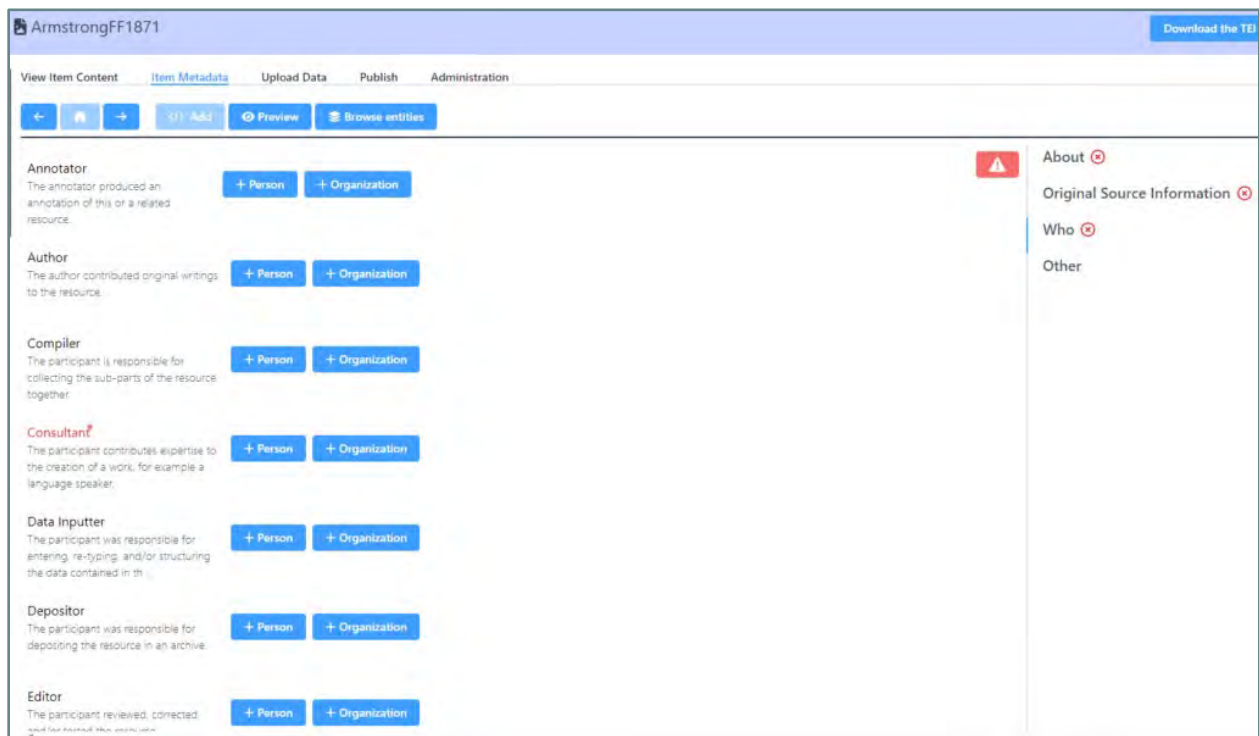 ArmstrongFF1871
Download the TEI
View Item Content Item Metadata Upload Data Publish Administration
Add Preview Browse entities
Annotator
The annotator produced an
annotation of this or a related
resource.
+ Person + Organization
Author
The author contributed original writings
to the resource.
+ Person + Organization
Compiler
The participant is responsible for
collecting the sub-parts of the resource
together
+ Person + Organization
Consultant*
The participant contributes expertise to
the creation of a work, for example a
language speaker.
+ Person + Organization
Data Inputter
The participant was responsible for
entering, re-typing, and/or structuring
the data contained in th
+ Person + Organization
Depositor
The participant was responsible for
depositing the resource in an archive.
+ Person + Organization
Editor
The participant reviewed, corrected
and/or tested the resource
+ Person + Organization
About
Original Source Information
Who
Other